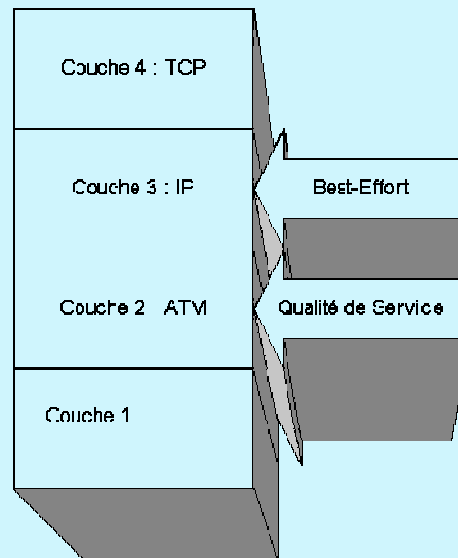 Couche 4 : TCP
Couche 3 : IP
Best-Effort
Couche 2 ATM
Qualité de Service
Couche 1